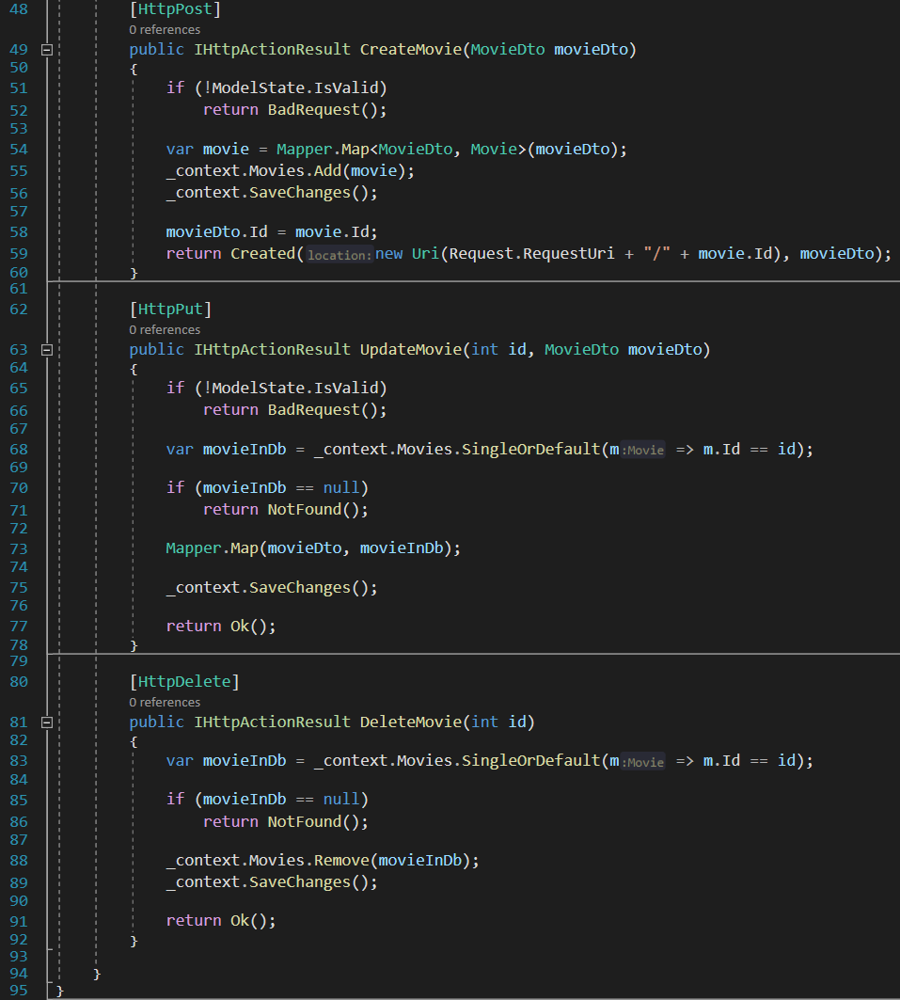 48 [HttpPost]
0 references
49 public IHttpActionResult CreateMovie(MovieDto movieDto)
50 {
51 if (!ModelState.IsValid)
52 return BadRequest();
53
54 var movie = Mapper.Map<MovieDto, Movie>(movieDto);
55 _context.Movies.Add(movie);
56 _context.SaveChanges();
57
58 movieDto.Id = movie.Id;
59 return Created(location:new Uri(Request.RequestUri + "/" + movie.Id), movieDto);
60 }
61
62 [HttpPut]
0 references
63 public IHttpActionResult UpdateMovie(int id, MovieDto movieDto)
64 {
65 if (!ModelState.IsValid)
66 return BadRequest();
67
68 var movieInDb = _context.Movies.SingleOrDefault(m:Movie => m.Id == id);
69
70 if (movieInDb == null)
71 return NotFound();
72
73 Mapper.Map(movieDto, movieInDb);
74
75 _context.SaveChanges();
76
77 return Ok();
78 }
79
80 [HttpDelete]
0 references
81 public IHttpActionResult DeleteMovie(int id)
82 {
83 var movieInDb = _context.Movies.SingleOrDefault(m:Movie => m.Id == id);
84
85 if (movieInDb == null)
86 return NotFound();
87
88 _context.Movies.Remove(movieInDb);
89 _context.SaveChanges();
90
91 return Ok();
92 }
93
94 }
95 }